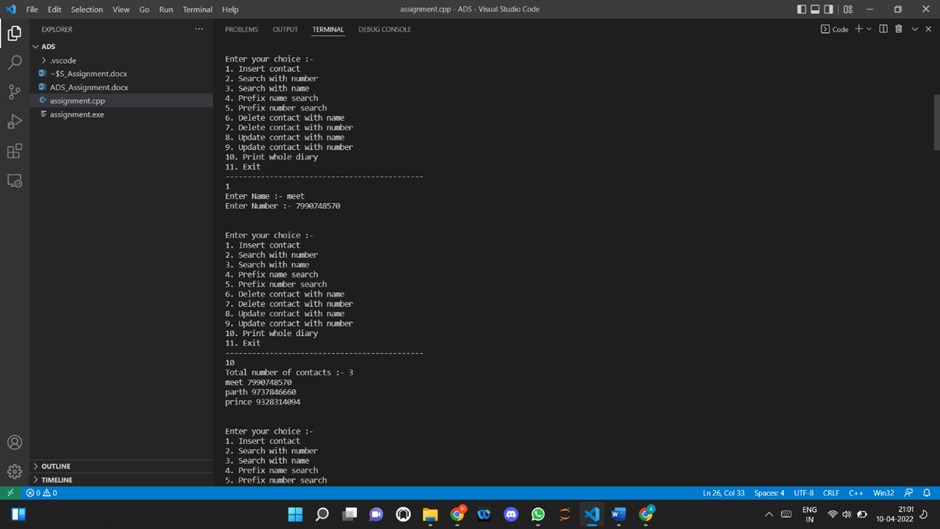 File Edit Selection View Go Run Terminal Help
assignment.cpp - ADS - Visual Studio Code
EXPLORER
ADS
.vscode
~$S_Assignment.docx
ADS_Assignment.docx
assignment.cpp
assignment.exe
OUTLINE
TIMELINE
PROBLEMS OUTPUT TERMINAL DEBUG CONSOLE
Code
Enter your choice :-
1. Insert contact
2. Search with number
3. Search with name
4. Prefix name search
5. Prefix number search
6. Delete contact with name
7. Delete contact with number
8. Update contact with name
9. Update contact with number
10. Print whole diary
11. Exit
---------------------------------------------
1
Enter Name :- meet
Enter Number :- 7990748570
Enter your choice :-
1. Insert contact
2. Search with number
3. Search with name
4. Prefix name search
5. Prefix number search
6. Delete contact with name
7. Delete contact with number
8. Update contact with name
9. Update contact with number
10. Print whole diary
11. Exit
---------------------------------------------
10
Total number of contacts :- 3
meet 7990748570
parth 9737846660
prince 9328314094
Enter your choice :-
1. Insert contact
2. Search with number
3. Search with name
4. Prefix name search
5. Prefix number search
0 0
Ln 26, Col 33 Spaces: 4 UTF-8 CRLF C++ Win32
ENG
IN
21:01
10-04-2022